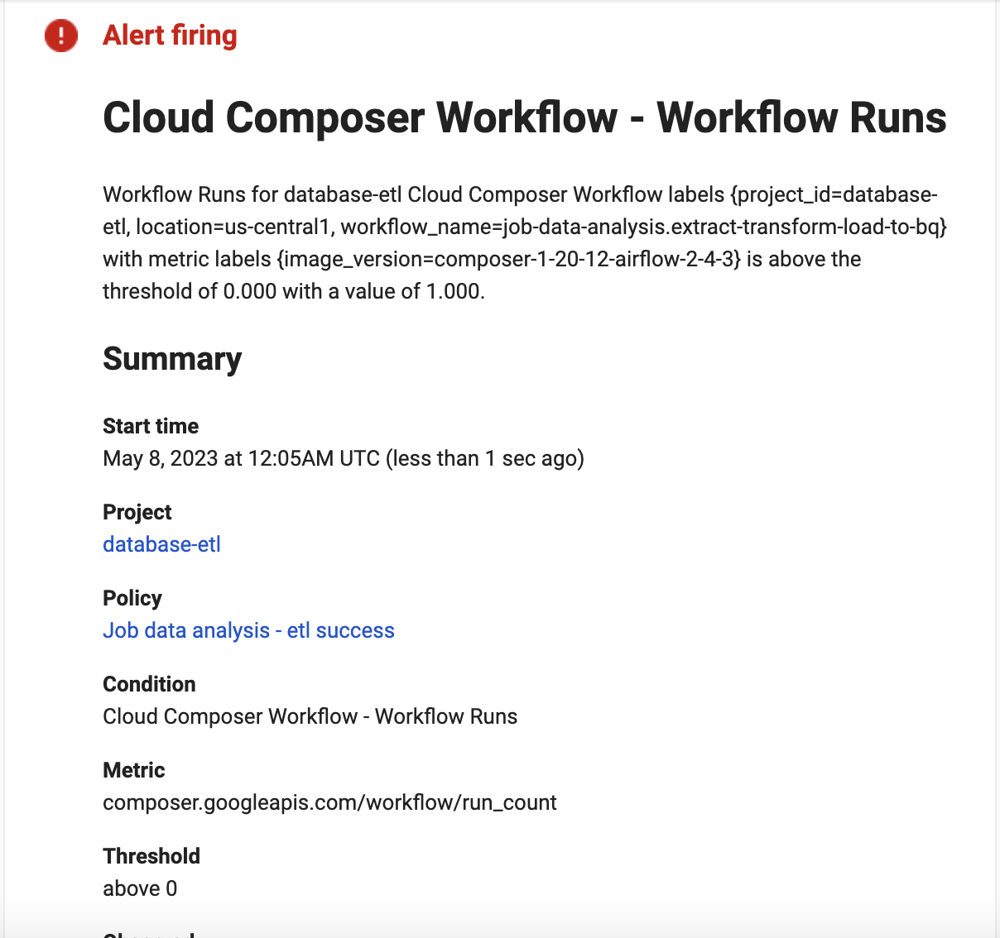 Alert firing
Cloud Composer Workflow - Workflow Runs
Workflow Runs for database-etl Cloud Composer Workflow labels {project_id=database-
etl, location=us-central1, workflow_name=job-data-analysis.extract-transform-load-to-bq}
with metric labels {image_version=composer-1-20-12-airflow-2-4-3} is above the
threshold of 0.000 with a value of 1.000.
Summary
Start time
May 8, 2023 at 12:05AM UTC (less than 1 sec ago)
Project
database-etl
Policy
Job data analysis - etl success
Condition
Cloud Composer Workflow - Workflow Runs
Metric
composer.googleapis.com/workflow/run_count
Threshold
above 0